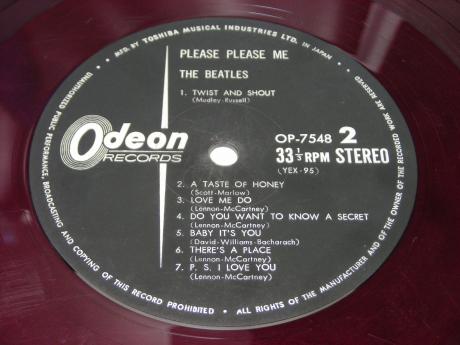 MFD. BY TOSHIBA MUSICAL INDUSTRIES LTD. IN JAPAN
PLEASE PLEASE ME
THE BEATLES
1. TWIST AND SHOUT
(Mudley-Russell)
Odeon
RECORDS
OP-7548 2
33 1/3 RPM STEREO
(YEX-95)
2. A TASTE OF HONEY
(Scott-Marlow)
3. LOVE ME DO
(Lennon-McCartney)
4. DO YOU WANT TO KNOW A SECRET
(Lennon-McCartney)
5. BABY IT'S YOU
(David-Williams-Bacharach)
6. THERE'S A PLACE
(Lennon-McCartney)
7. P. S. I LOVE YOU
(Lennon-McCartney)
UNAUTHORIZED PUBLIC PERFORMANCE, BROADCASTING AND COPYING OF THIS RECORD PROHIBITED • ALL RIGHTS OF THE MANUFACTURER AND OF THE OWNER OF THE RECORDED WORK ARE RESERVED